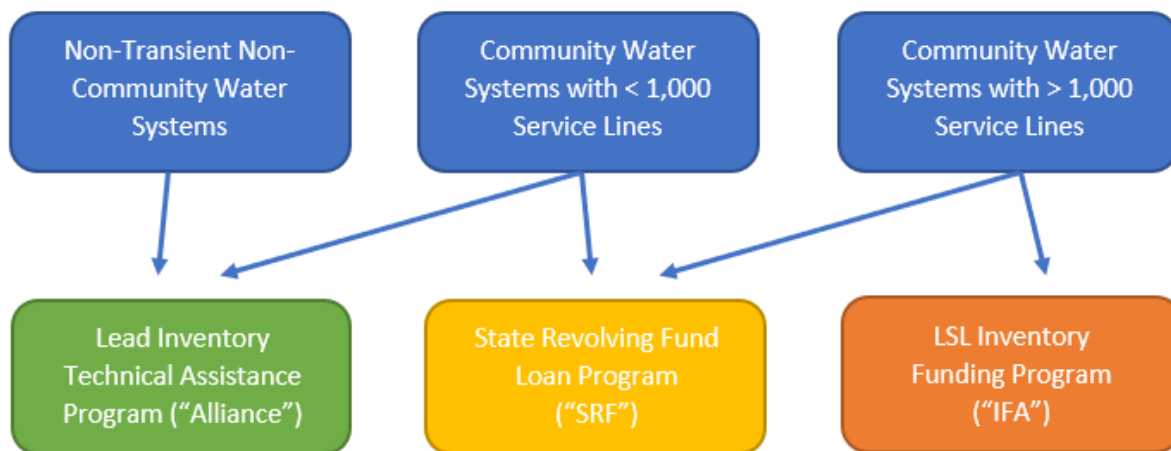 Non-Transient Non-
Community Water
Systems
Community Water
Systems with < 1,000
Service Lines
Community Water
Systems with > 1,000
Service Lines
Lead Inventory
Technical Assistance
Program (“Alliance”)
State Revolving Fund
Loan Program
(“SRF”)
LSL Inventory
Funding Program
(“IFA”)